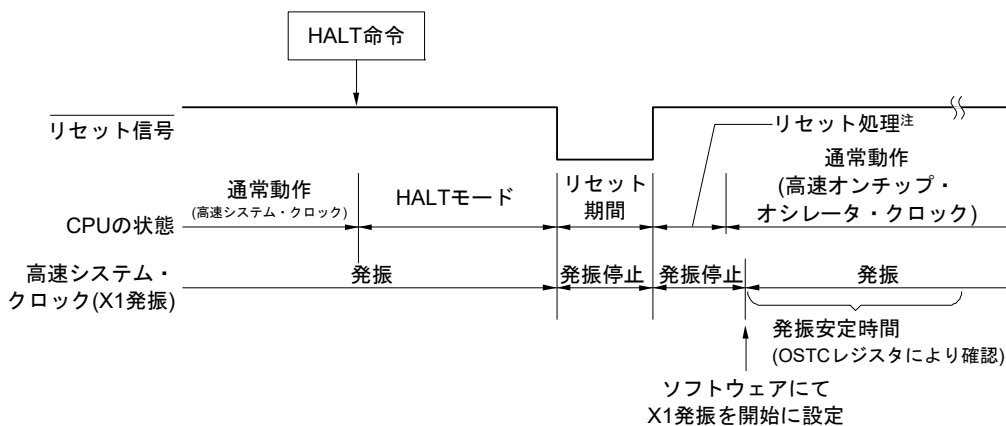 HALT命令
リセット信号
リセット処理注
通常動作
(高速システム・クロック)
HALTモード
リセット
期間
通常動作
(高速オンチップ・
オシレータ・クロック)
CPUの状態
高速システム・
クロック(X1発振)
発振
発振停止
発振停止
発振
発振安定時間
(OSTCレジスタにより確認)
ソフトウェアにて
X1発振を開始に設定